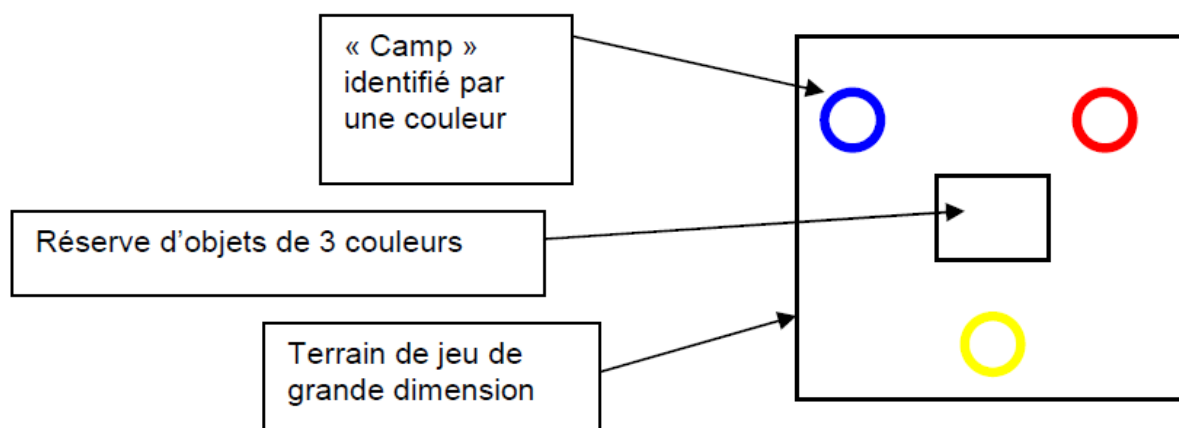 « Camp »
identifié par
une couleur
Réserve d'objets de 3 couleurs
Terrain de jeu de
grande dimension